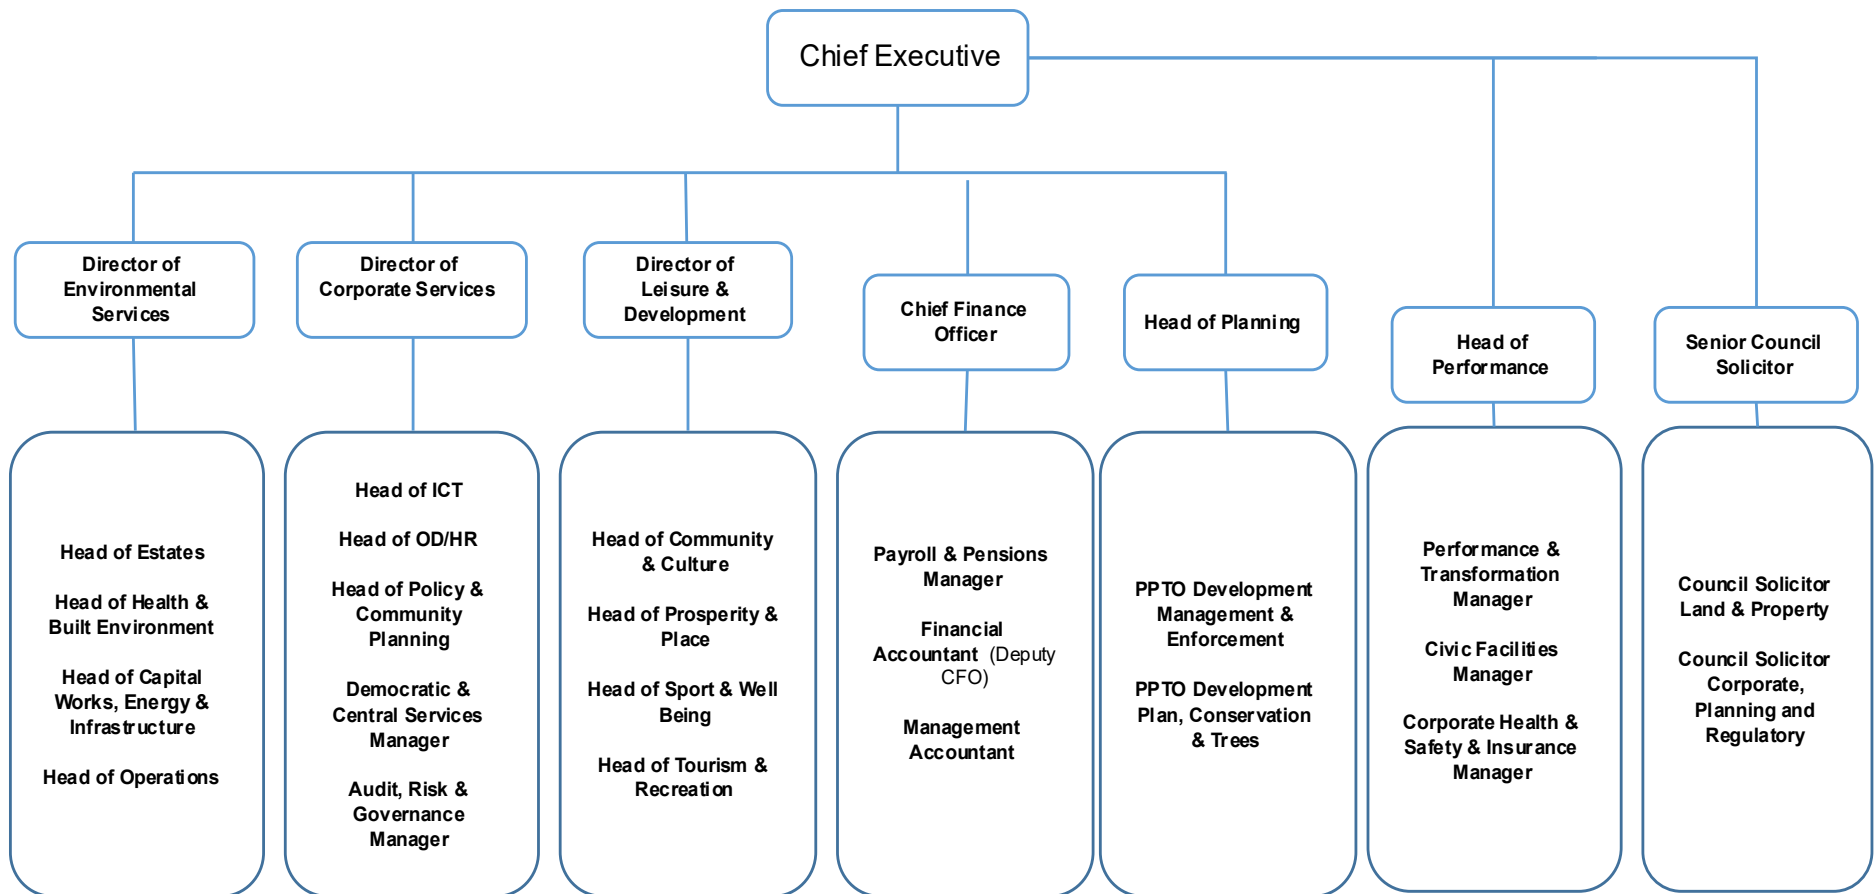 Chief Executive
Director of
Environmental
Services
Director of
Corporate Services
Director of
Leisure &
Development
Chief Finance
Officer
Head of Planning
Head of
Performance
Senior Council
Solicitor
Head of Estates
Head of Health &
Built Environment
Head of Capital
Works, Energy &
Infrastructure
Head of Operations
Head of ICT
Head of OD/HR
Head of Policy &
Community
Planning
Democratic &
Central Services
Manager
Audit, Risk &
Governance
Manager
Head of Community
& Culture
Head of Prosperity &
Place
Head of Sport & Well
Being
Head of Tourism &
Recreation
Payroll & Pensions
Manager
Financial
Accountant (Deputy
CFO)
Management
Accountant
PPTO Development
Management &
Enforcement
PPTO Development
Plan, Conservation
& Trees
Performance &
Transformation
Manager
Civic Facilities
Manager
Corporate Health &
Safety & Insurance
Manager
Council Solicitor
Land & Property
Council Solicitor
Corporate,
Planning and
Regulatory